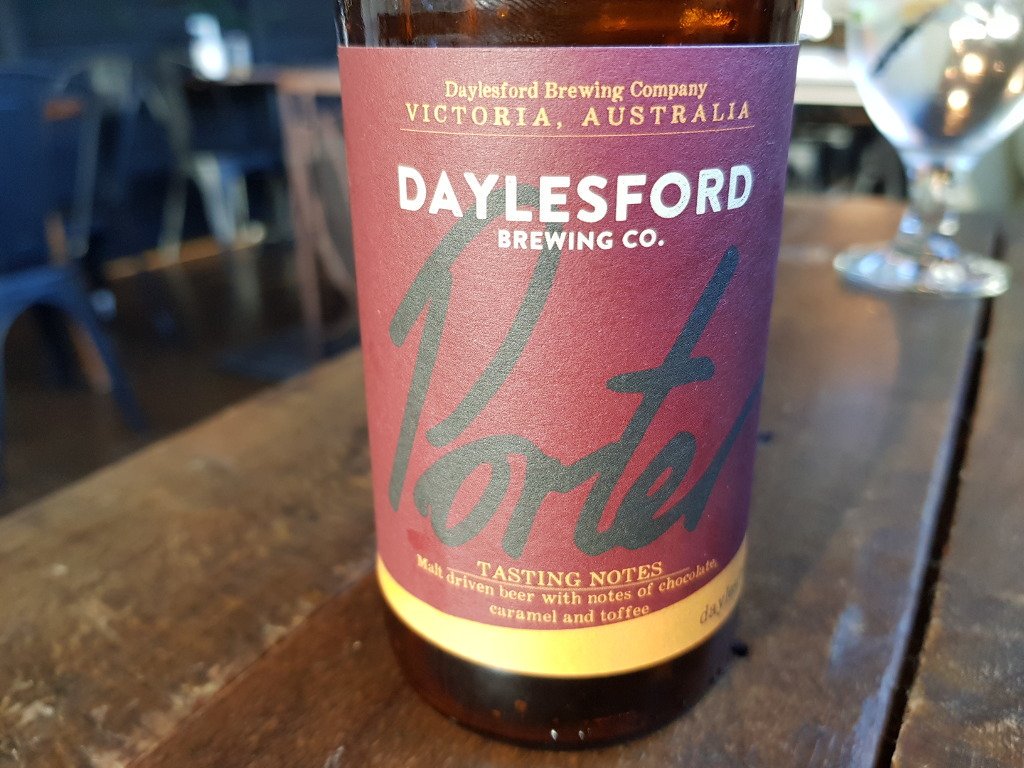 Daylesford Brewing Company
VICTORIA, AUSTRALIA
DAYLESFORD
BREWING CO.
Porter
TASTING NOTES
Malt driven beer with notes of chocolate,
caramel and toffee